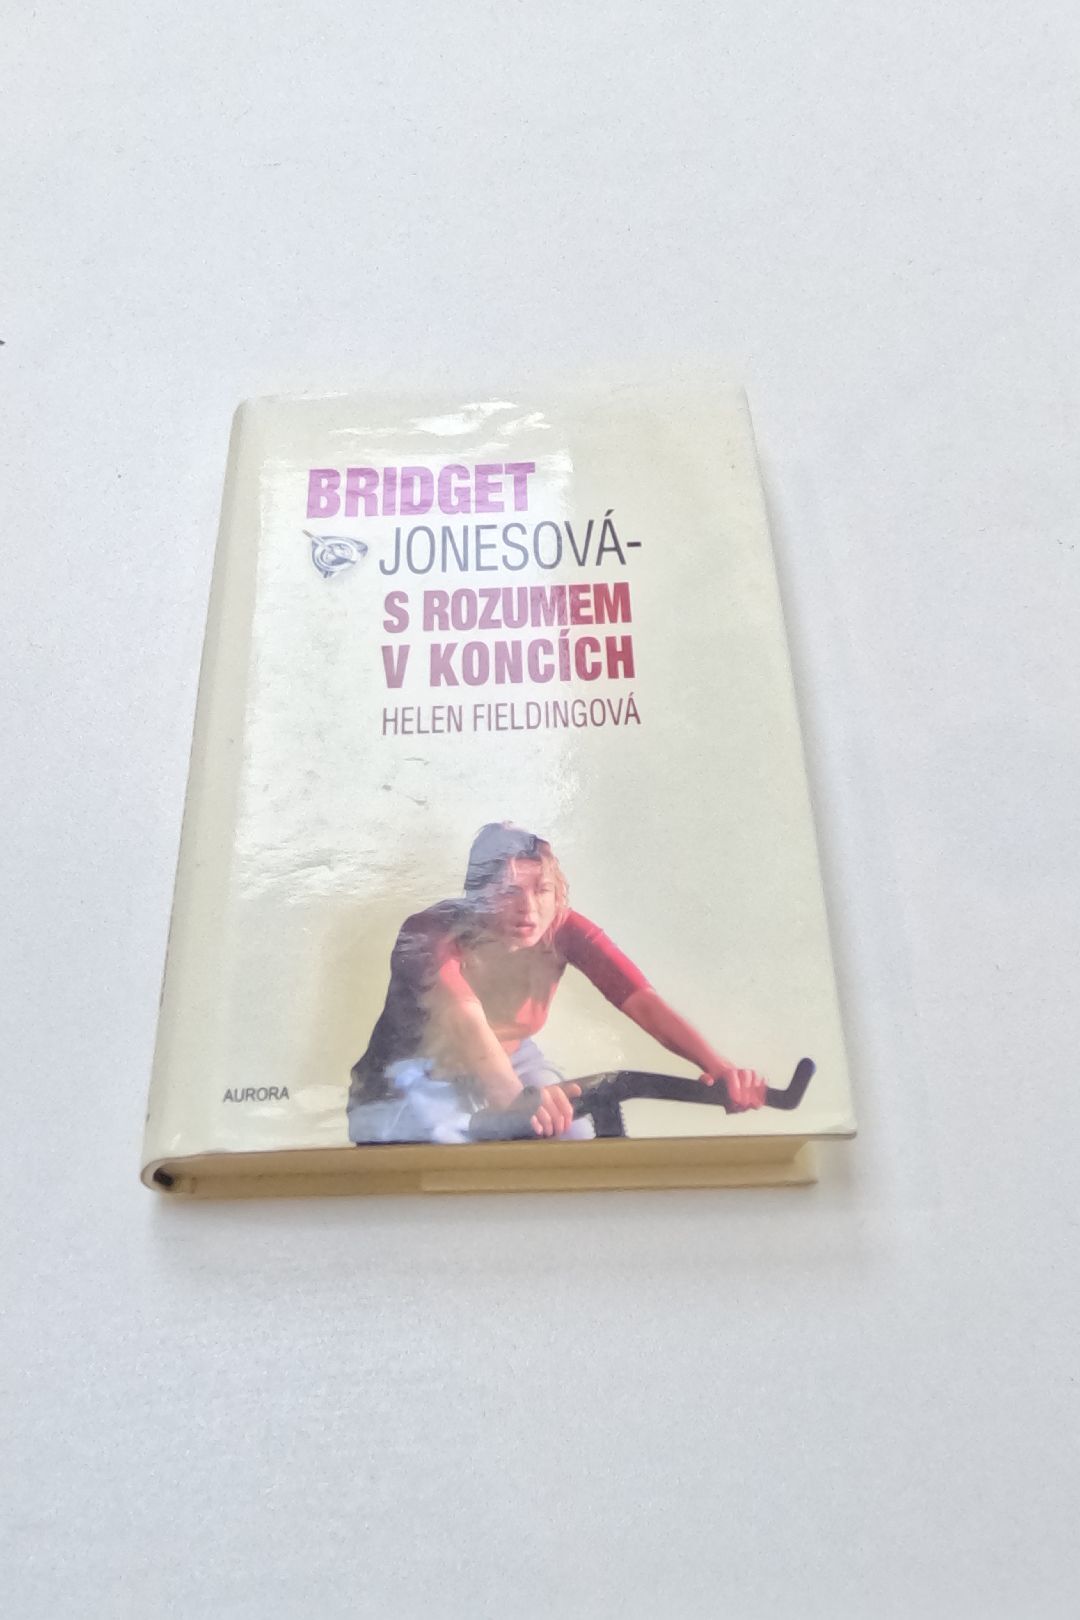 BRIDGET
JONESOVÁ-
S ROZUMEM
V KONCÍCH
HELEN FIELDINGOVÁ
AURORA